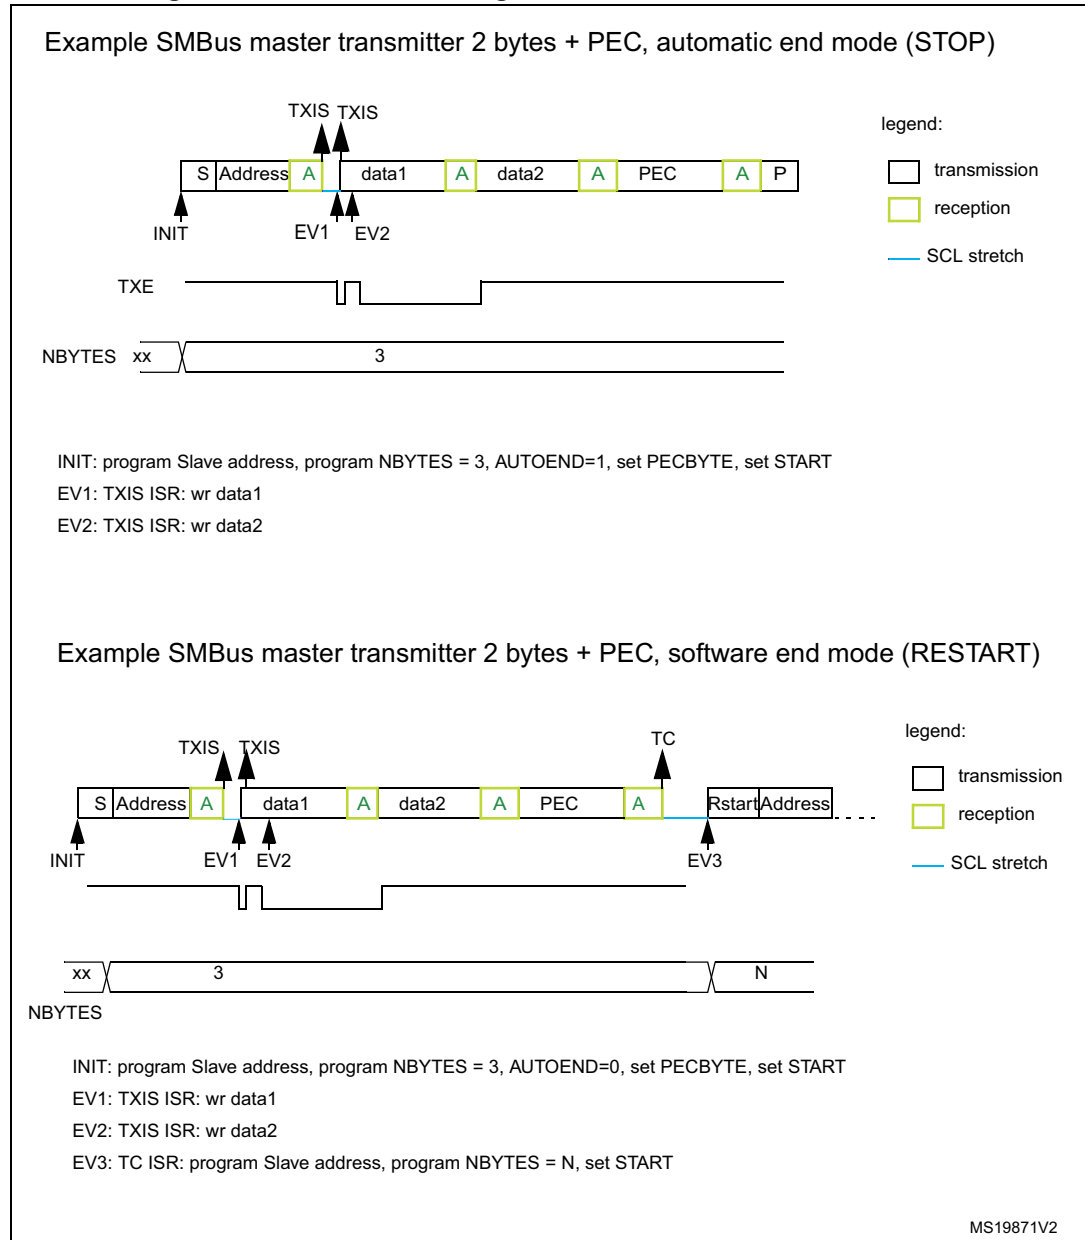 Example SMBus master transmitter 2 bytes + PEC, automatic end mode (STOP)
TXIS TXIS
legend:
S Address A data1 A data2 A PEC A P
transmission
reception
INIT EV1 EV2
SCL stretch
TXE
NBYTES xx 3
INIT: program Slave address, program NBYTES = 3, AUTOEND=1, set PECBYTE, set START
EV1: TXIS ISR: wr data1
EV2: TXIS ISR: wr data2
Example SMBus master transmitter 2 bytes + PEC, software end mode (RESTART)
TXIS TXIS TC
legend:
S Address A data1 A data2 A PEC A Rstart Address
transmission
reception
INIT EV1 EV2 EV3
SCL stretch
xx 3 N
NBYTES
INIT: program Slave address, program NBYTES = 3, AUTOEND=0, set PECBYTE, set START
EV1: TXIS ISR: wr data1
EV2: TXIS ISR: wr data2
EV3: TC ISR: program Slave address, program NBYTES = N, set START
MS19871V2